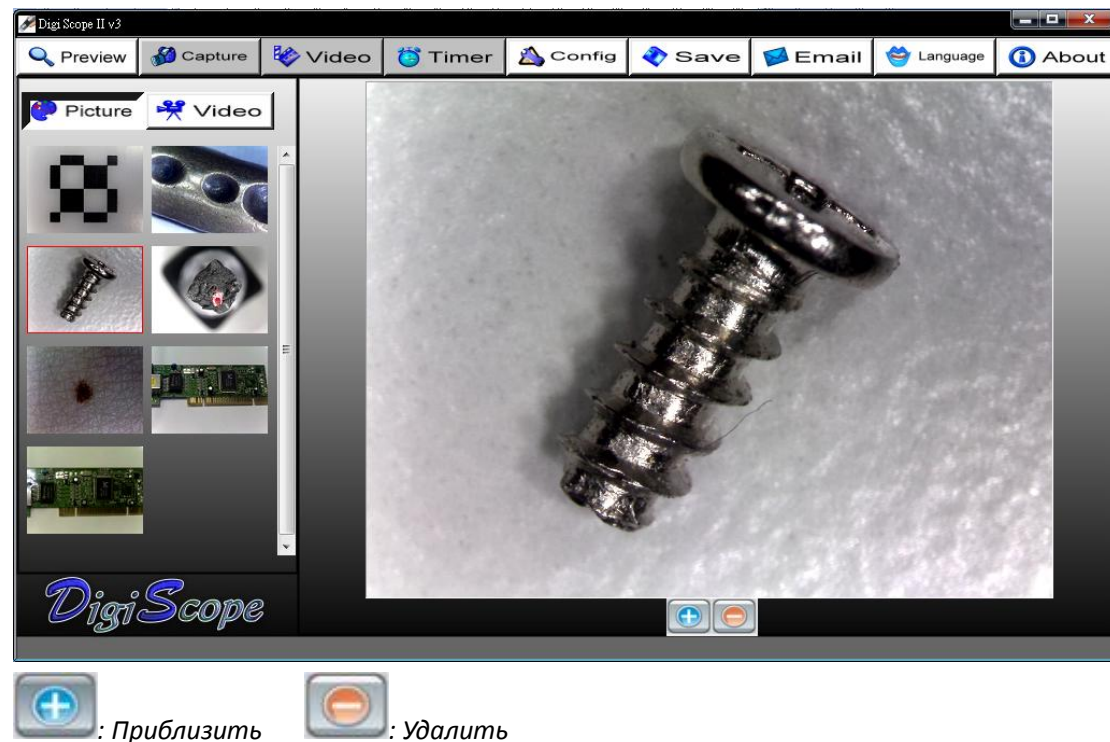 Digi Scope II v3
Preview Capture Video Timer Config Save Email Language About
Picture Video
DigiScope
: Приблизить : Удалить